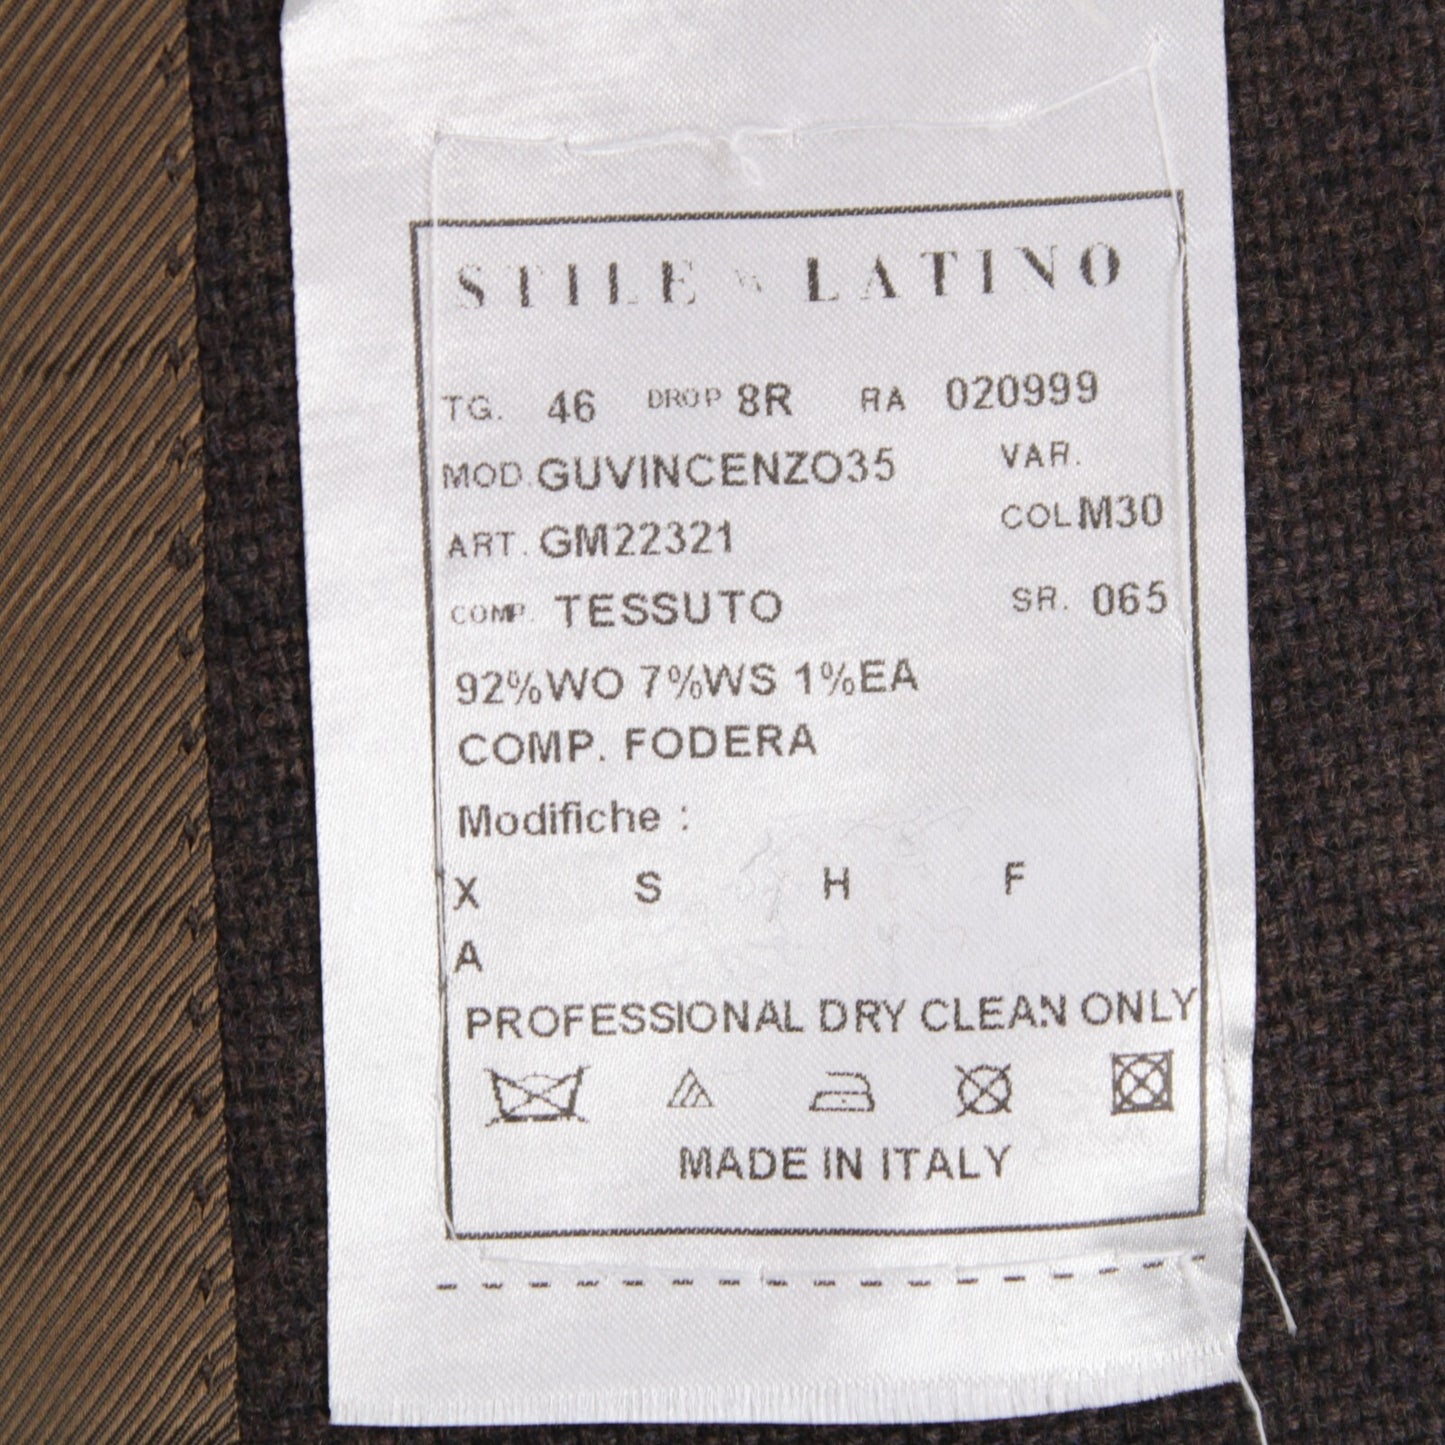 STILE LATINO
TG. 46 DROP 8R RA 020999
MOD. GUVINCENZO35 VAR.
ART. GM22321 COL M30
COMP. TESSUTO SR. 065
92%WO 7%WS 1%EA
COMP. FODERA
Modifiche :
X S H F
A
PROFESSIONAL DRY CLEAN ONLY
MADE IN ITALY